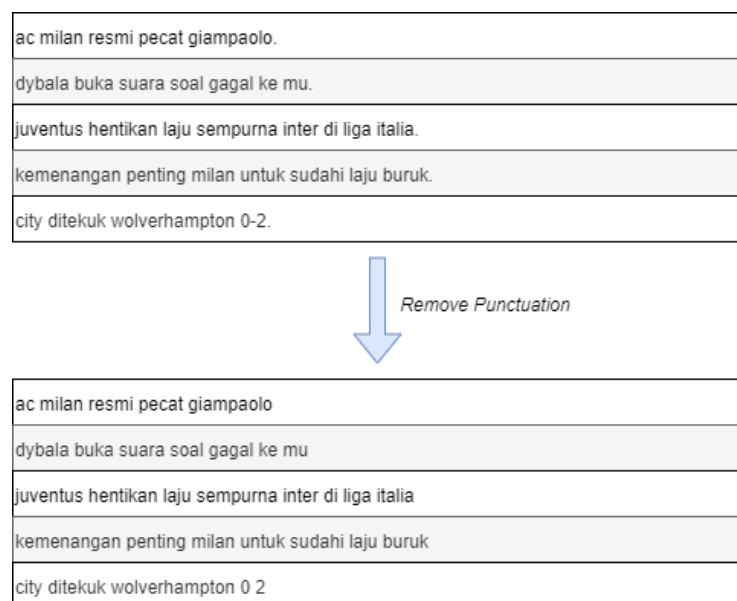 ac milan resmi pecat giampaolo.
dybala buka suara soal gagal ke mu.
juventus hentikan laju sempurna inter di liga italia.
kemenangan penting milan untuk sudahi laju buruk.
city ditekuk wolverhampton 0-2.
Remove Punctuation
ac milan resmi pecat giampaolo
dybala buka suara soal gagal ke mu
juventus hentikan laju sempurna inter di liga italia
kemenangan penting milan untuk sudahi laju buruk
city ditekuk wolverhampton 0 2